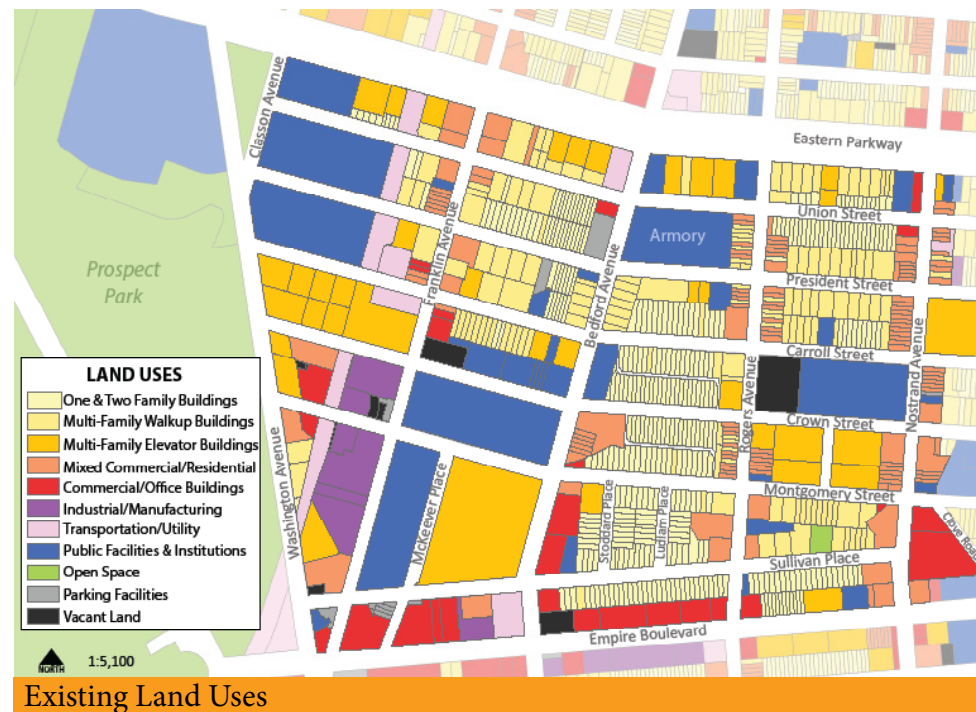 Classon Avenue
Eastern Parkway
Union Street
Armory
Franklin Avenue
Prospect
Park
President Street
Bedford Avenue
Carroll Street
Nostrand Avenue
Rogers Avenue
Crown Street
LAND USES
One & Two Family Buildings
Multi-Family Walkup Buildings
Multi-Family Elevator Buildings
Mixed Commercial/Residential
Commercial/Office Buildings
Industrial/Manufacturing
Transportation/Utility
Public Facilities & Institutions
Open Space
Parking Facilities
Vacant Land
Washington Avenue
Mckeever Place
Montgomery Street
Stoddard Place
Ludlam Place
Clove Road
Sullivan Place
Empire Boulevard
NORTH
1:5,100
Existing Land Uses